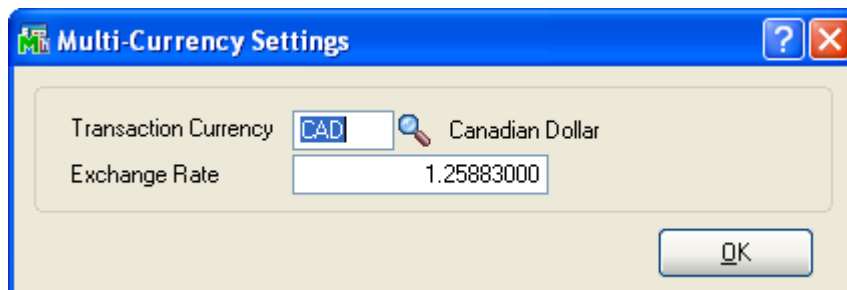 Multi-Currency Settings
Transaction Currency CAD Canadian Dollar
Exchange Rate 1.25883000
OK